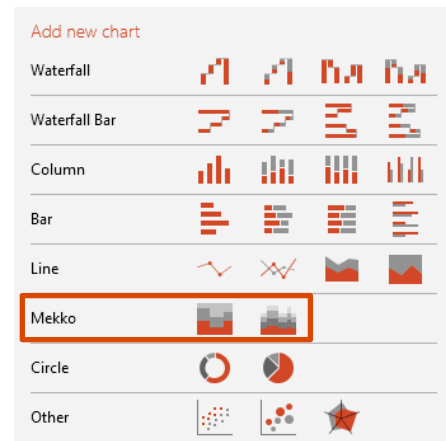 Add new chart
Waterfall
Waterfall Bar
Column
Bar
Line
Mekko
Circle
Other